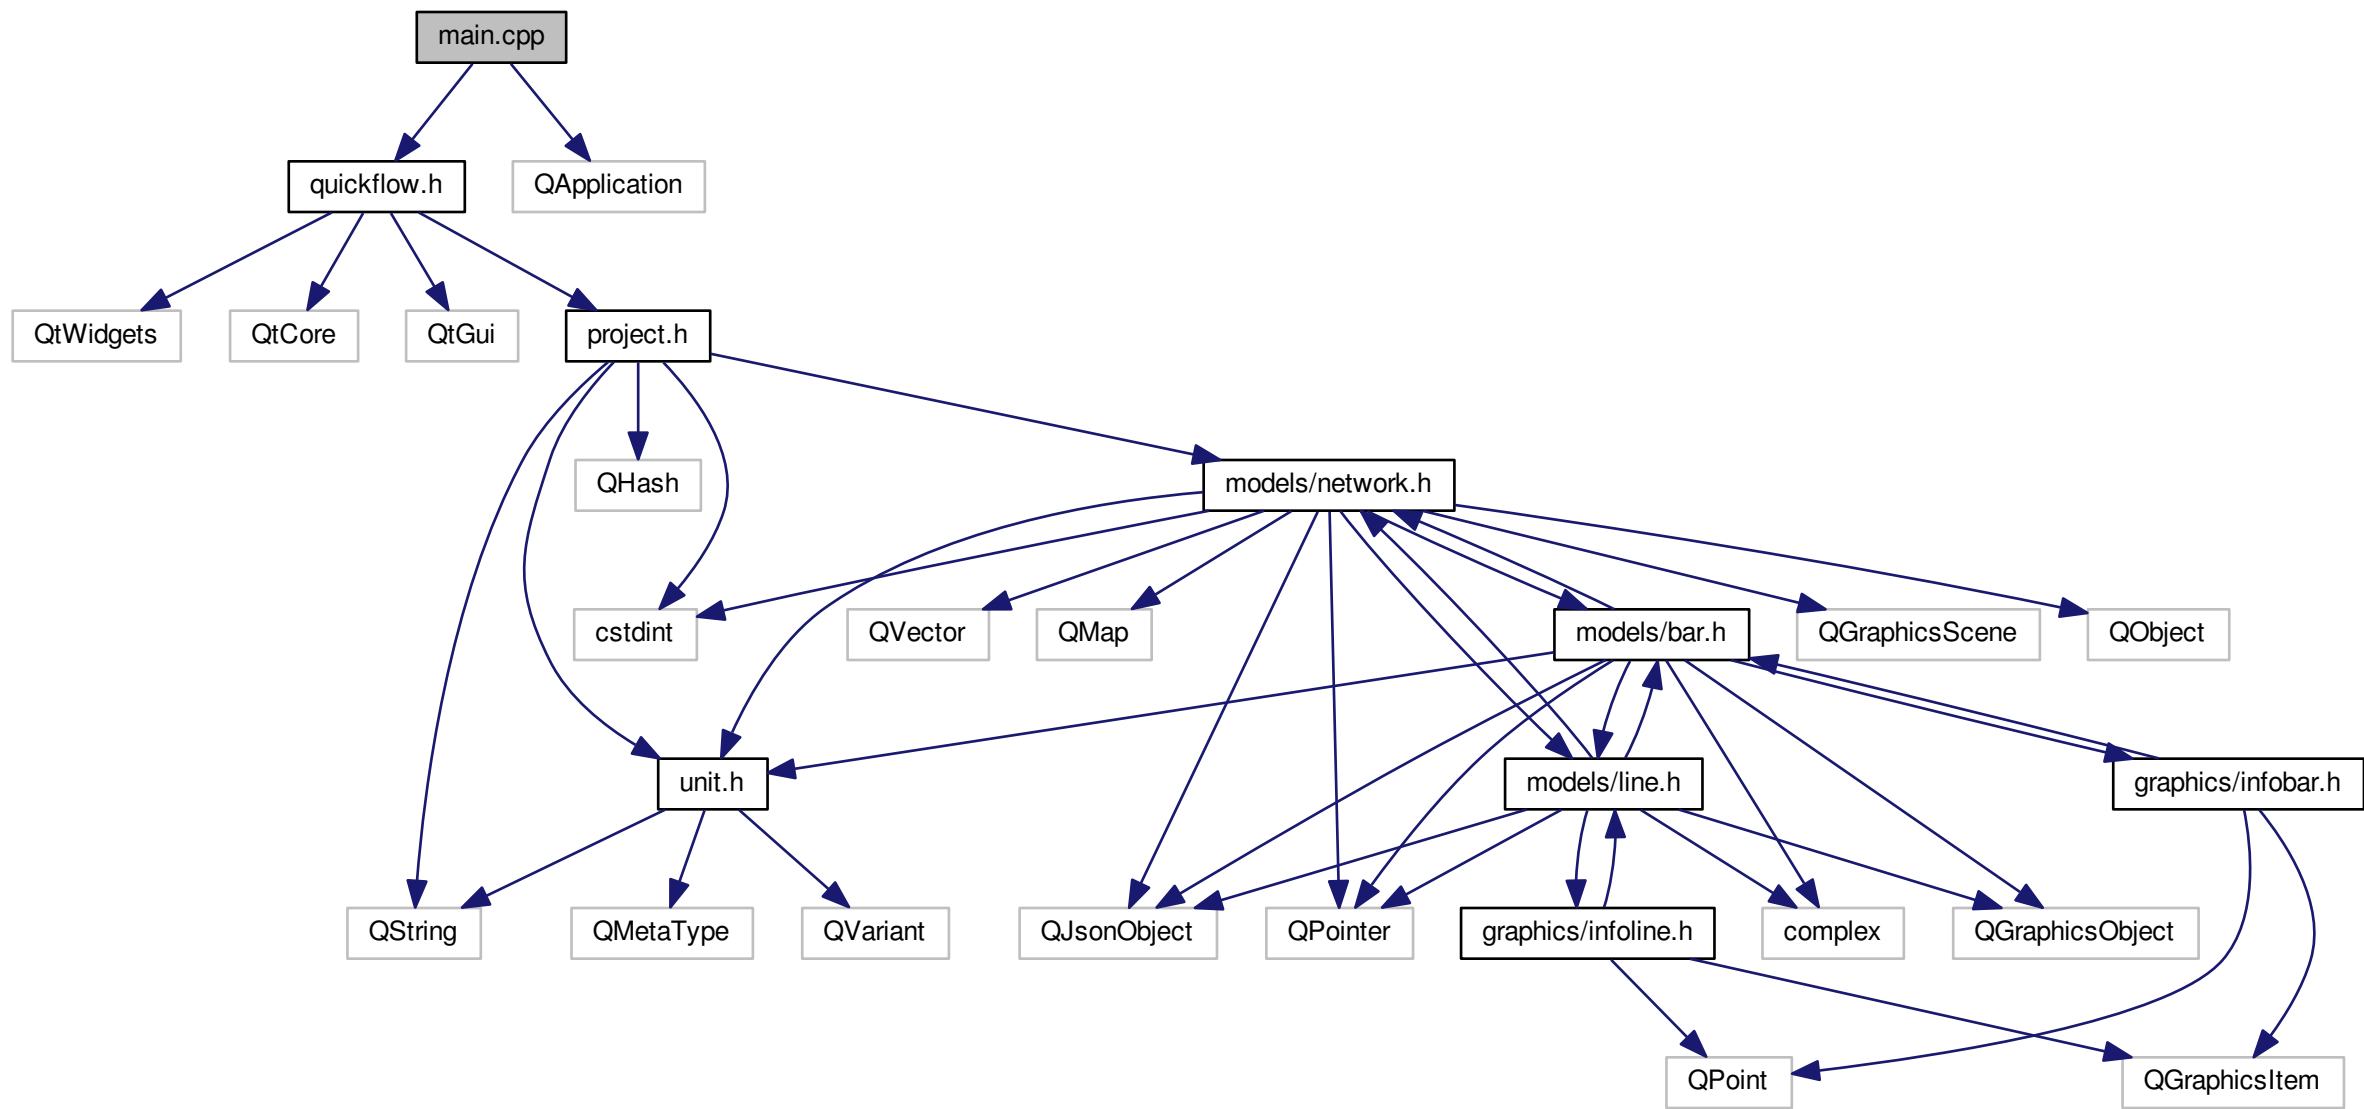 main.cpp
quickflow.h
QApplication
QtWidgets
QtCore
QtGui
project.h
QHash
models/network.h
cstdint
QVector
QMap
models/bar.h
QGraphicsScene
QObject
unit.h
models/line.h
graphics/infobar.h
QString
QMetaType
QVariant
QJsonObject
QPointer
graphics/infoline.h
complex
QGraphicsObject
QPoint
QGraphicsItem